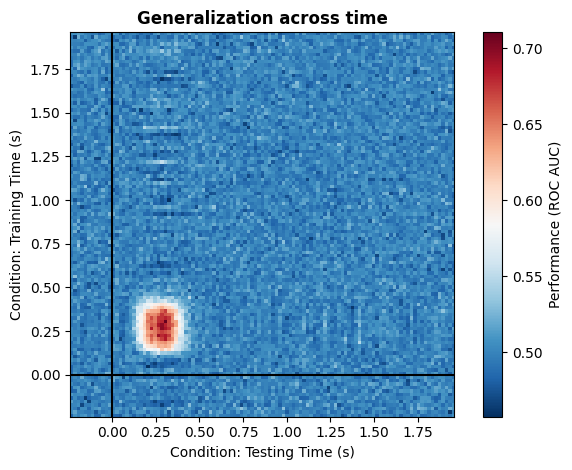 Generalization across time
1.75
1.50
1.25
1.00
0.75
0.50
0.25
0.00
Condition: Training Time (s)
0.00 0.25 0.50 0.75 1.00 1.25 1.50 1.75
Condition: Testing Time (s)
0.70
0.65
0.60
0.55
0.50
Performance (ROC AUC)